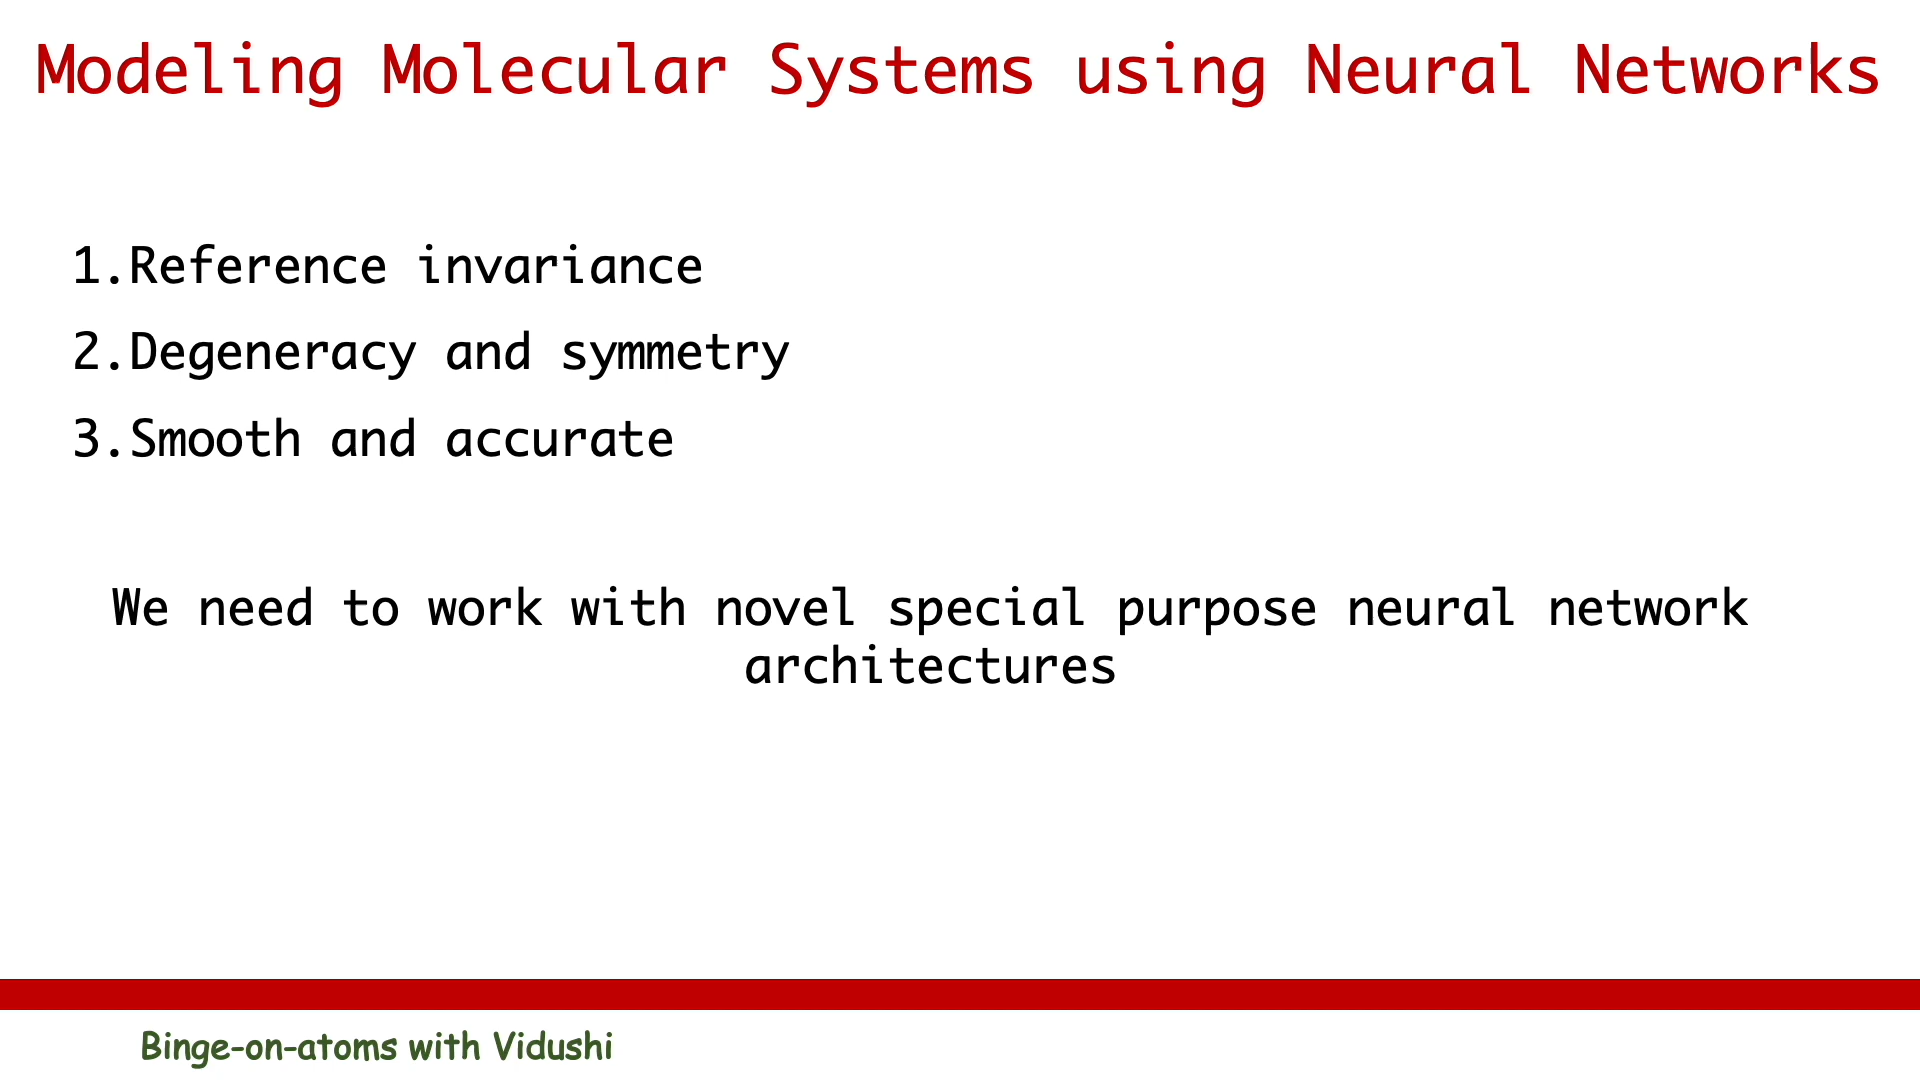 Modeling Molecular Systems using Neural Networks
1.Reference invariance
2.Degeneracy and symmetry
3.Smooth and accurate
We need to work with novel special purpose neural network
architectures
Binge-on-atoms with Vidushi